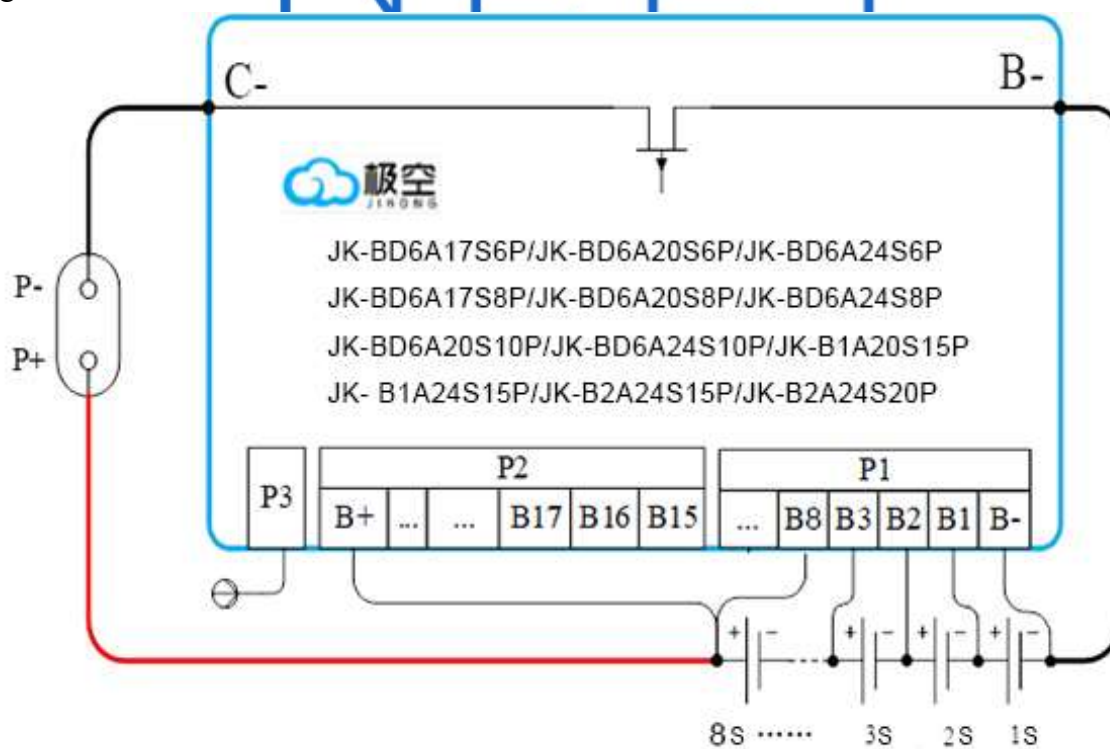 C-
B-
极空
JIKONG
JK-BD6A17S6P/JK-BD6A20S6P/JK-BD6A24S6P
JK-BD6A17S8P/JK-BD6A20S8P/JK-BD6A24S8P
JK-BD6A20S10P/JK-BD6A24S10P/JK-B1A20S15P
JK- B1A24S15P/JK-B2A24S15P/JK-B2A24S20P
P-
P+
P3
P2
P1
B+ ... ... B17 B16 B15
... B8 B3 B2 B1 B-
+ - + - + - + -
8S ...... 3S 2S 1S